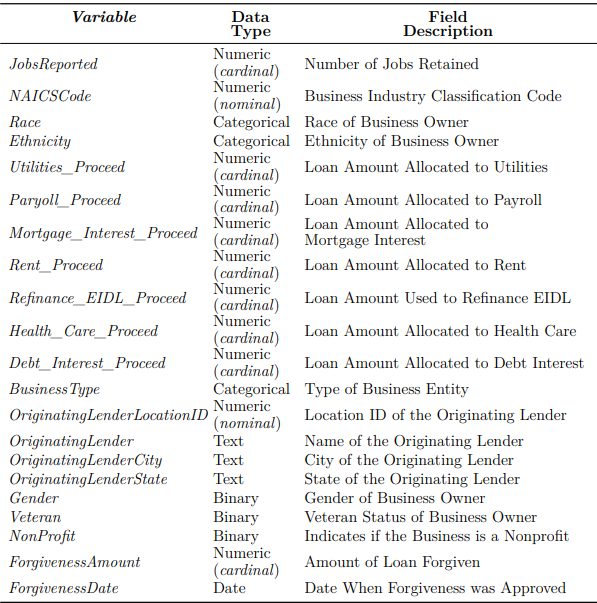 Variable Data Type Field Description
JobsReported Numeric (cardinal) Number of Jobs Retained
NAICSCode Numeric (nominal) Business Industry Classification Code
Race Categorical Race of Business Owner
Ethnicity Categorical Ethnicity of Business Owner
Utilities_Proceed Numeric (cardinal) Loan Amount Allocated to Utilities
Paryoll_Proceed Numeric (cardinal) Loan Amount Allocated to Payroll
Mortgage_Interest_Proceed Numeric (cardinal) Loan Amount Allocated to Mortgage Interest
Rent_Proceed Numeric (cardinal) Loan Amount Allocated to Rent
Refinance_EIDL_Proceed Numeric (cardinal) Loan Amount Used to Refinance EIDL
Health_Care_Proceed Numeric (cardinal) Loan Amount Allocated to Health Care
Debt_Interest_Proceed Numeric (cardinal) Loan Amount Allocated to Debt Interest
BusinessType Categorical Type of Business Entity
OriginatingLenderLocationID Numeric (nominal) Location ID of the Originating Lender
OriginatingLender Text Name of the Originating Lender
OriginatingLenderCity Text City of the Originating Lender
OriginatingLenderState Text State of the Originating Lender
Gender Binary Gender of Business Owner
Veteran Binary Veteran Status of Business Owner
NonProfit Binary Indicates if the Business is a Nonprofit
ForgivenessAmount Numeric (cardinal) Amount of Loan Forgiven
ForgivenessDate Date Date When Forgiveness was Approved